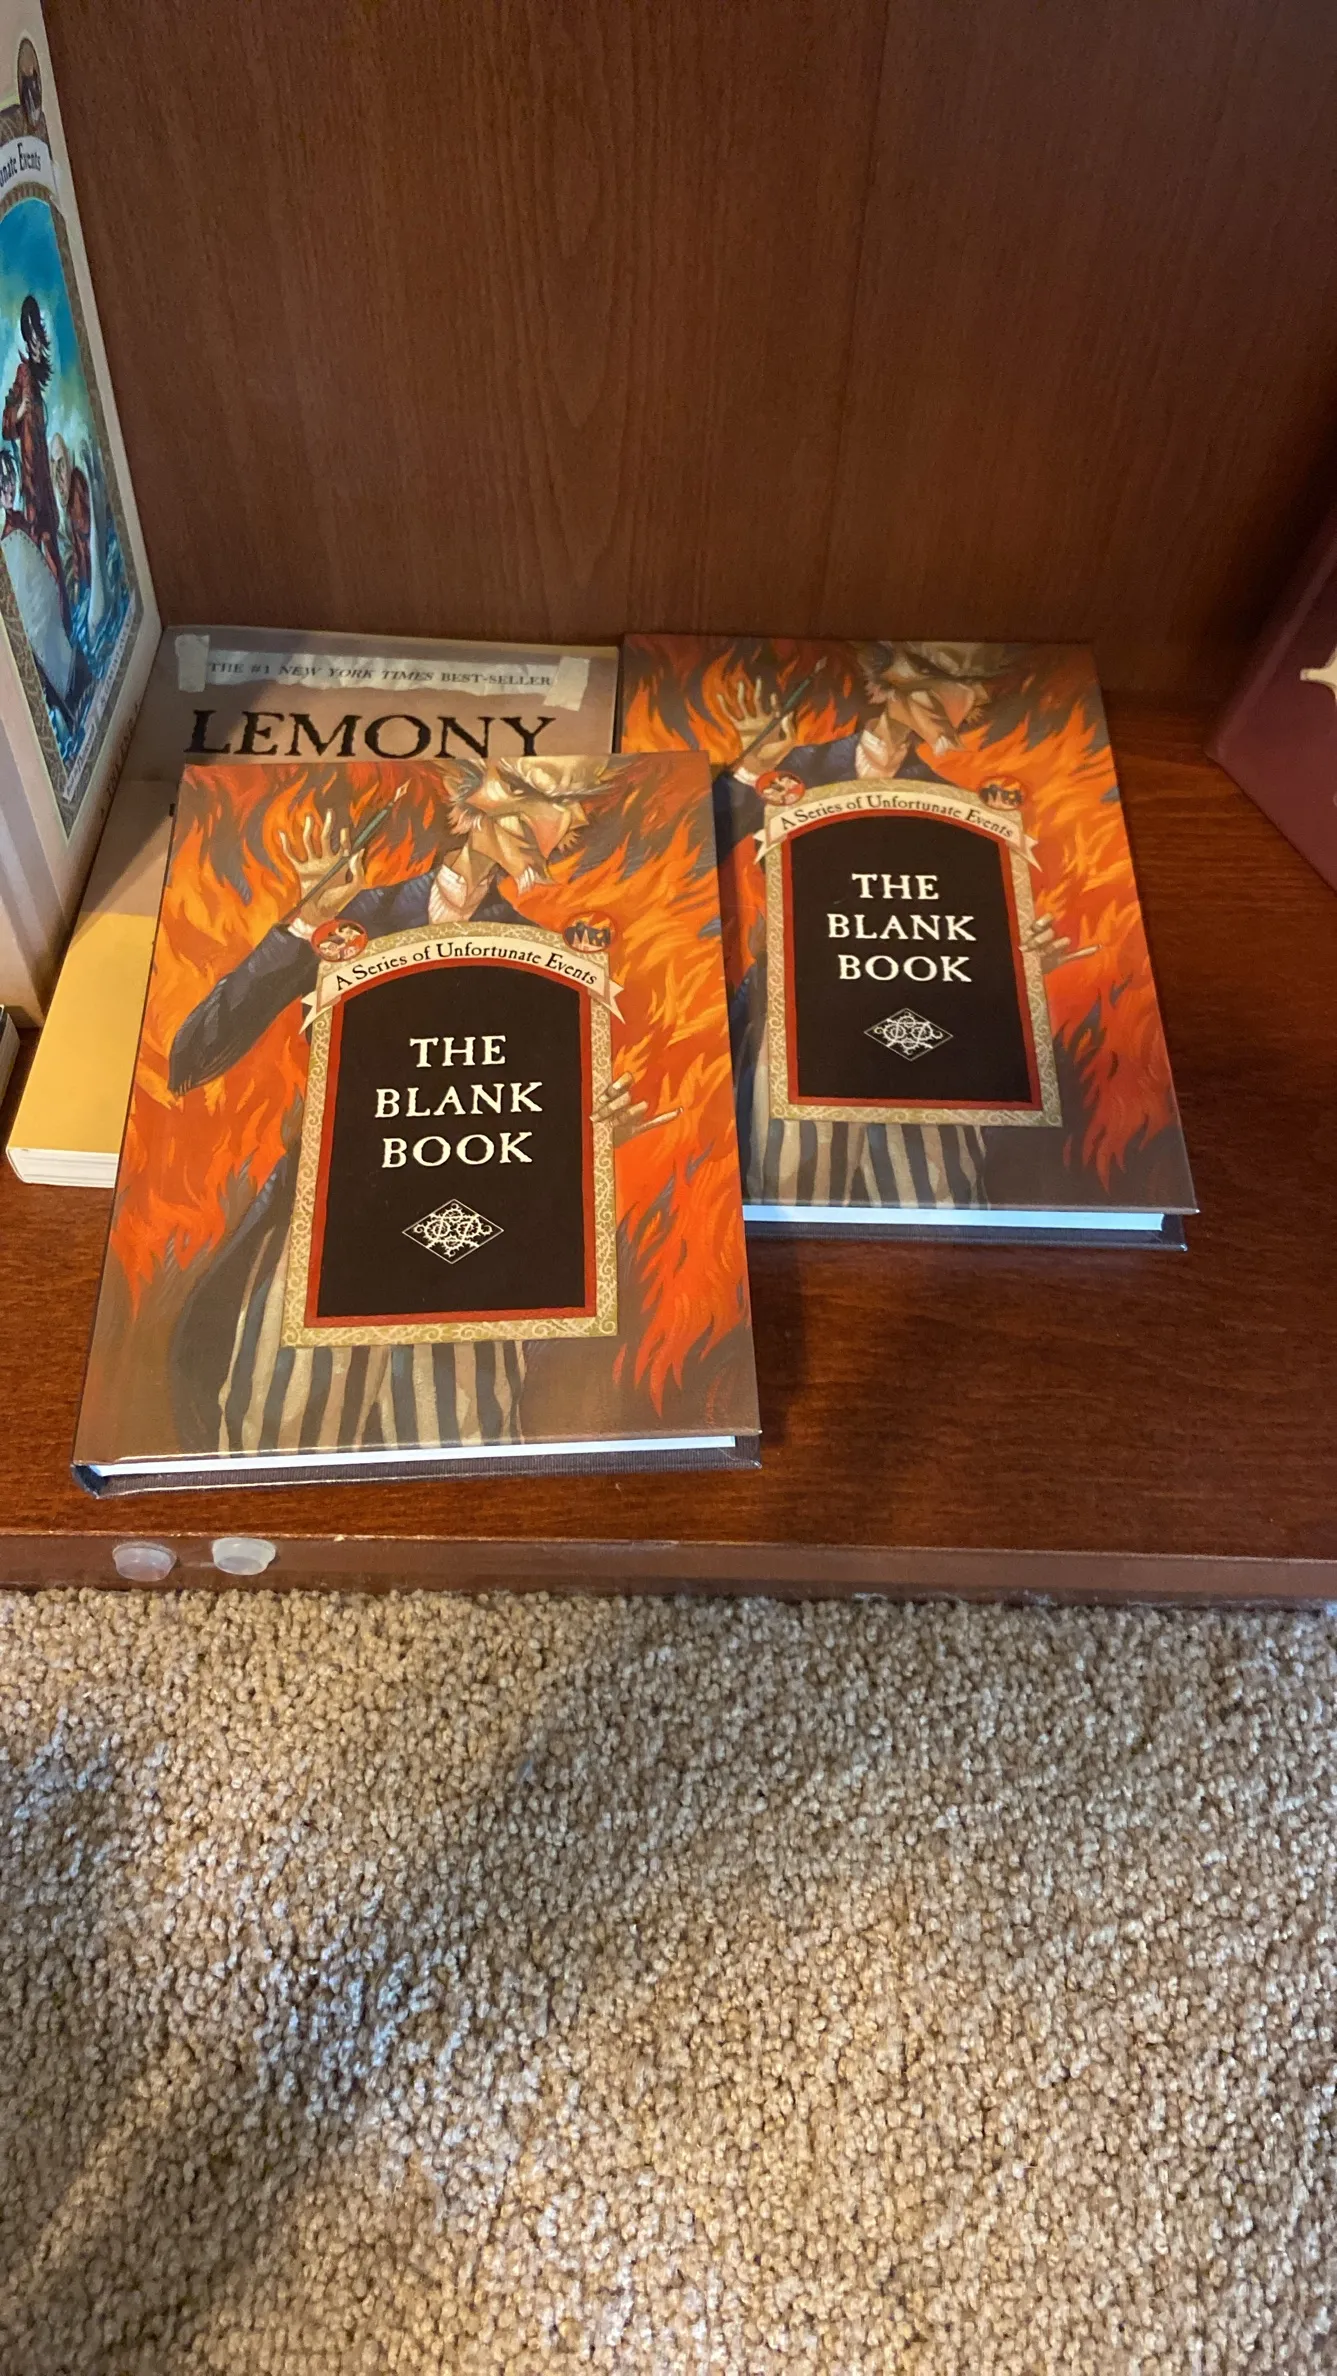 THE #1 NEW YORK TIMES BEST-SELLER
LEMONY
A Series of Unfortunate Events
THE
BLANK
BOOK
A Series of Unfortunate Events
THE
BLANK
BOOK
Events